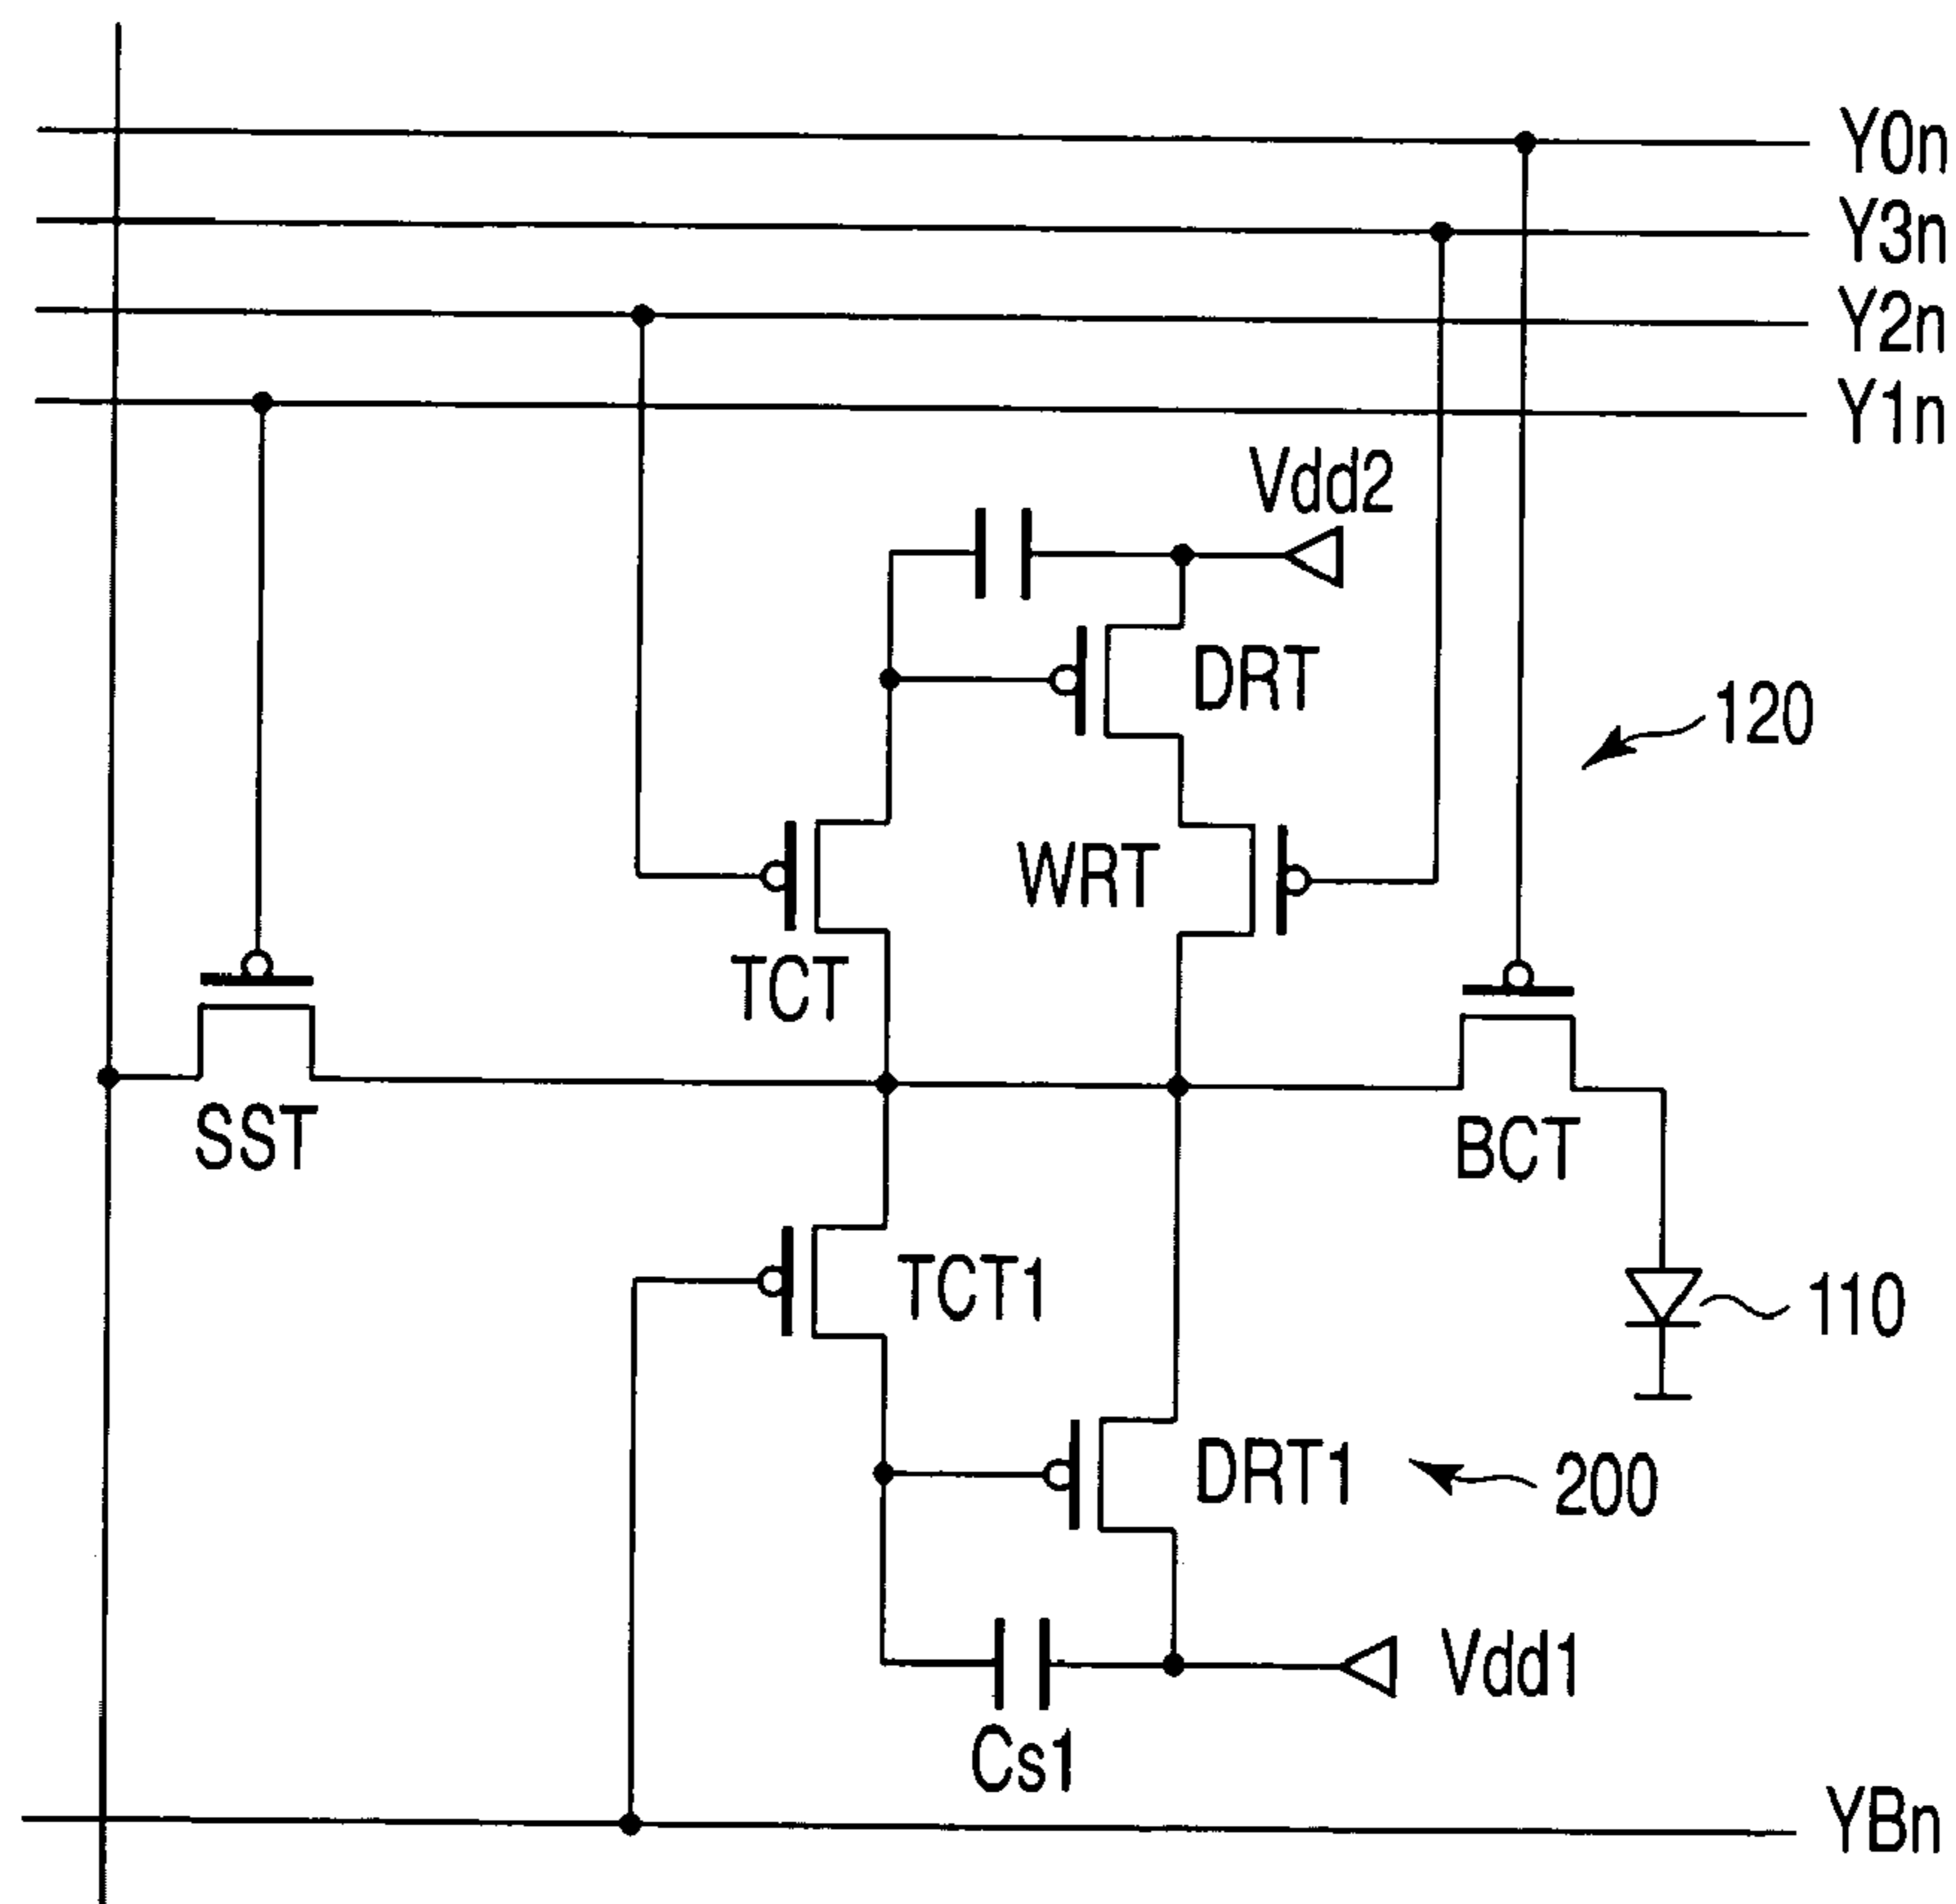 Y0n
Y3n
Y2n
Y1n
Vdd2
DRT
120
WRT
TCT
SST
BCT
TCT1
110
DRT1
200
Vdd1
Cs1
YBn